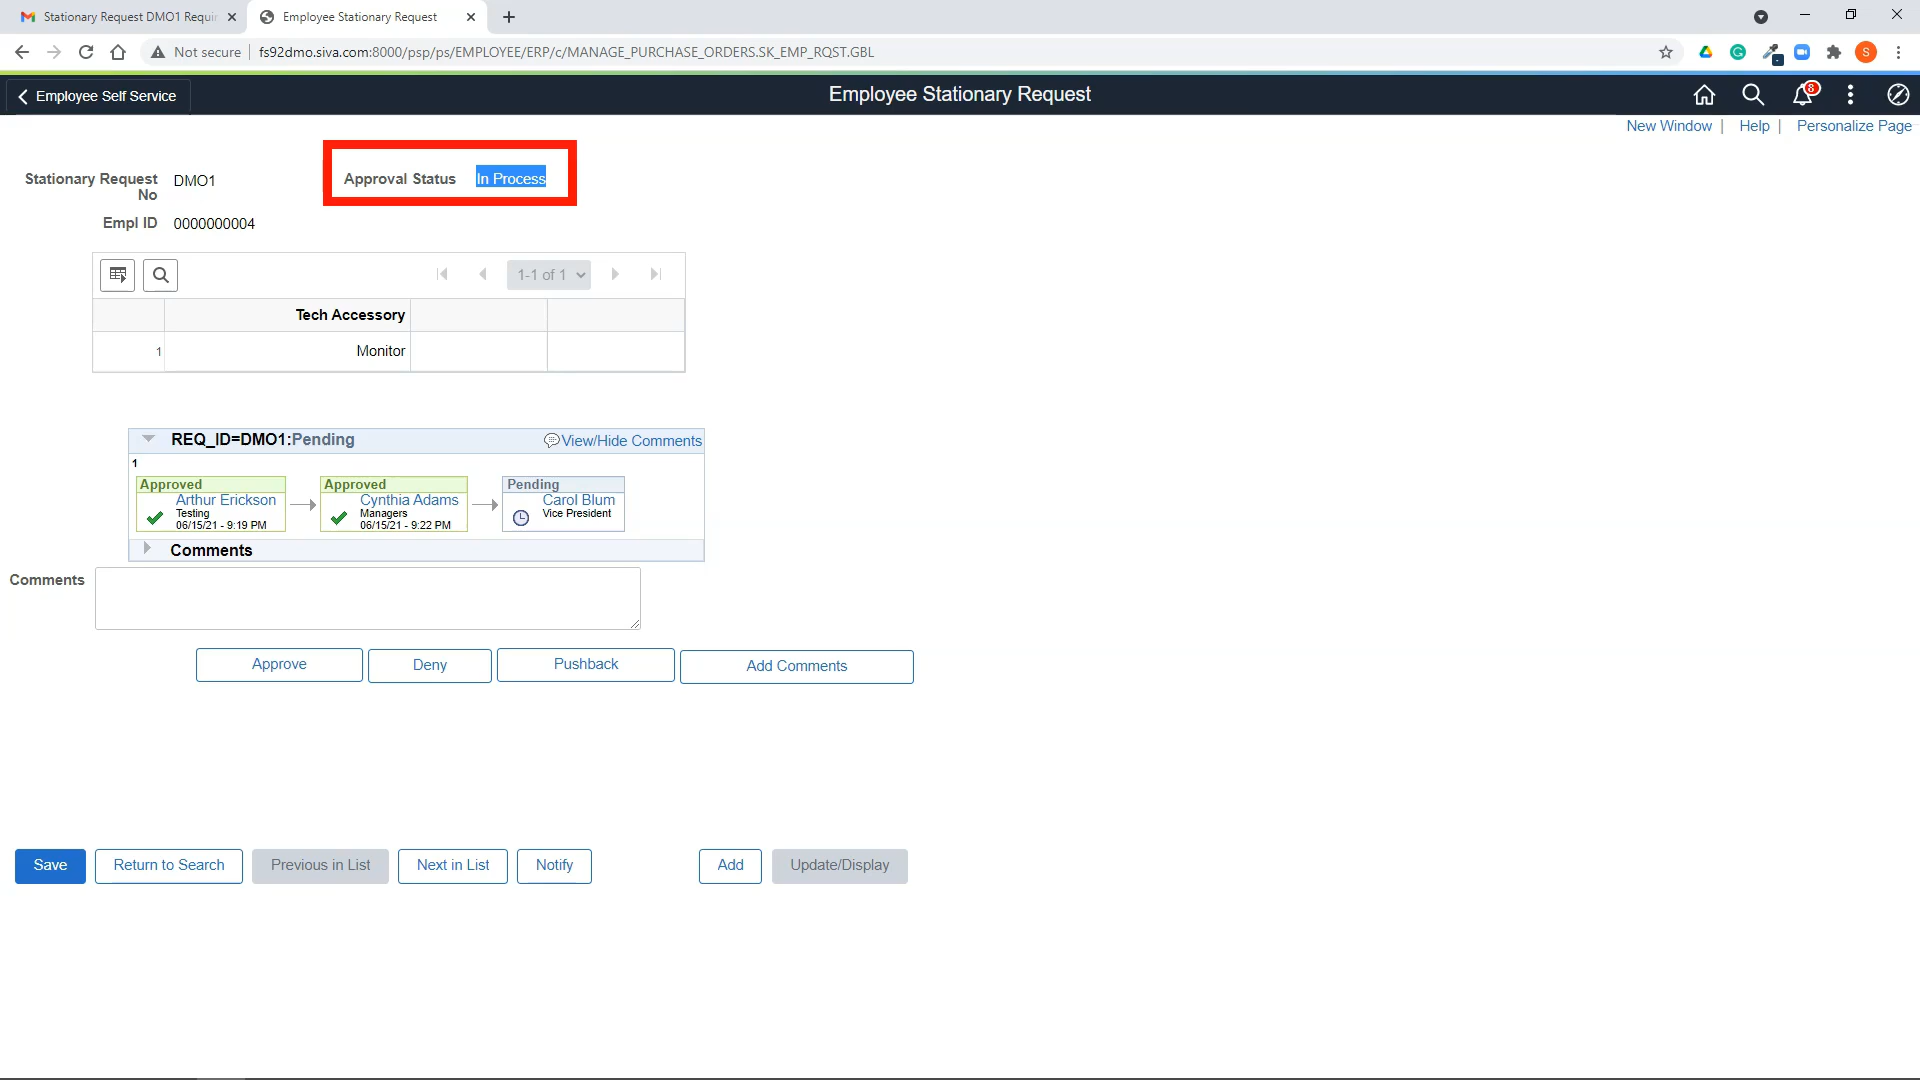 Stationary Request DMO1 Requir
Employee Stationary Request
Not secure
fs92dmo.siva.com:8000/psp/ps/EMPLOYEE/ERP/c/MANAGE_PURCHASE_ORDERS.SK_EMP_RQST.GBL
S
Employee Self Service
Employee Stationary Request
8
New Window | Help | Personalize Page
Stationary Request No DMO1
Approval Status In Process
Empl ID 0000000004
1-1 of 1
Tech Accessory
1 Monitor
REQ_ID=DMO1:Pending
View/Hide Comments
1
Approved
Arthur Erickson
Testing
06/15/21 - 9:19 PM
Approved
Cynthia Adams
Managers
06/15/21 - 9:22 PM
Pending
Carol Blum
Vice President
Comments
Comments
Approve Deny Pushback Add Comments
Save Return to Search Previous in List Next in List Notify Add Update/Display